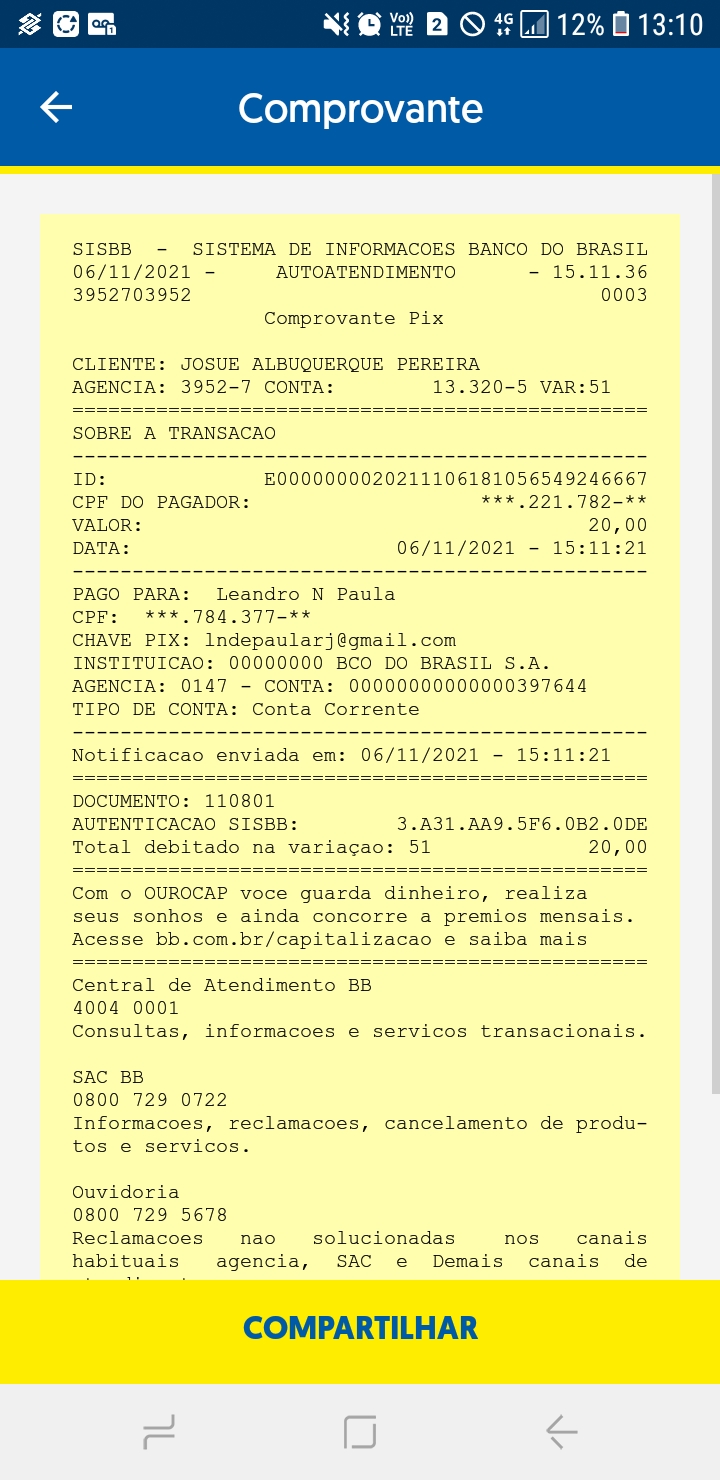 Vo))
LTE
2
4G
12%
13:10
Comprovante
SISBB - SISTEMA DE INFORMACOES BANCO DO BRASIL
06/11/2021 - AUTOATENDIMENTO - 15.11.36
3952703952 0003
Comprovante Pix
CLIENTE: JOSUE ALBUQUERQUE PEREIRA
AGENCIA: 3952-7 CONTA: 13.320-5 VAR:51
================================================
SOBRE A TRANSACAO
------------------------------------------------
ID: E0000000020211106181056549246667
CPF DO PAGADOR: ***.221.782-**
VALOR: 20,00
DATA: 06/11/2021 - 15:11:21
------------------------------------------------
PAGO PARA: Leandro N Paula
CPF: ***.784.377-**
CHAVE PIX: lndepaularj@gmail.com
INSTITUICAO: 00000000 BCO DO BRASIL S.A.
AGENCIA: 0147 - CONTA: 00000000000000397644
TIPO DE CONTA: Conta Corrente
------------------------------------------------
Notificacao enviada em: 06/11/2021 - 15:11:21
================================================
DOCUMENTO: 110801
AUTENTICACAO SISBB: 3.A31.AA9.5F6.0B2.0DE
Total debitado na variaçao: 51 20,00
================================================
Com o OUROCAP voce guarda dinheiro, realiza
seus sonhos e ainda concorre a premios mensais.
Acesse bb.com.br/capitalizacao e saiba mais
================================================
Central de Atendimento BB
4004 0001
Consultas, informacoes e servicos transacionais.
SAC BB
0800 729 0722
Informacoes, reclamacoes, cancelamento de produ-
tos e servicos.
Ouvidoria
0800 729 5678
Reclamacoes nao solucionadas nos canais
habituais agencia, SAC e Demais canais de
COMPARTILHAR